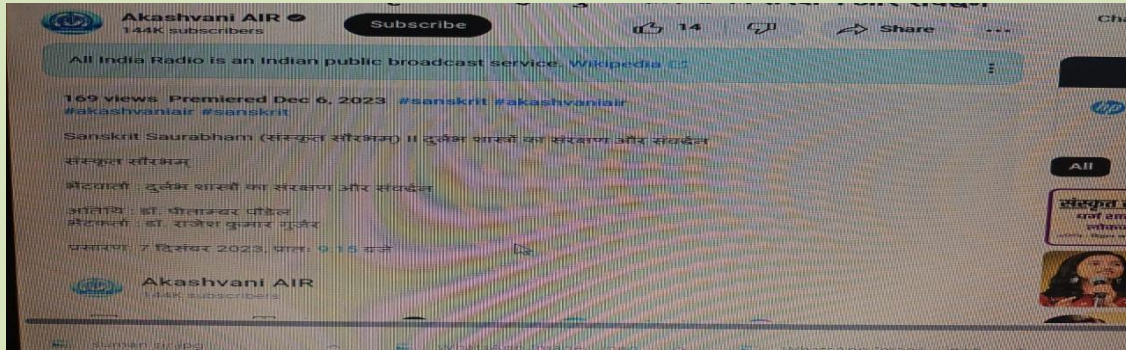 Akashvani AIR
144K subscribers
Subscribe
14
Share
All India Radio is an Indian public broadcast service. Wikipedia
169 views Premiered Dec 6, 2023 #sanskrit #akashvaniair
#akashvaniair #sanskrit
Sanskrit Saurabham (संस्कृत सौरभम्) II दुर्लभ शास्त्रों का संरक्षण और संवर्द्धन
संस्कृत सौरभम्
भेंटवार्ता : दुर्लभ शास्त्रों का संरक्षण और संवर्द्धन
अतिथि : डॉ. पीताम्बर पौडेल
भेंटकर्ता : डॉ. राजेश कुमार गुर्जर
प्रसारण: 7 दिसंबर 2023, प्रात: 9.15 बजे
Akashvani AIR
144K subscribers
hp
All
संस्कृत